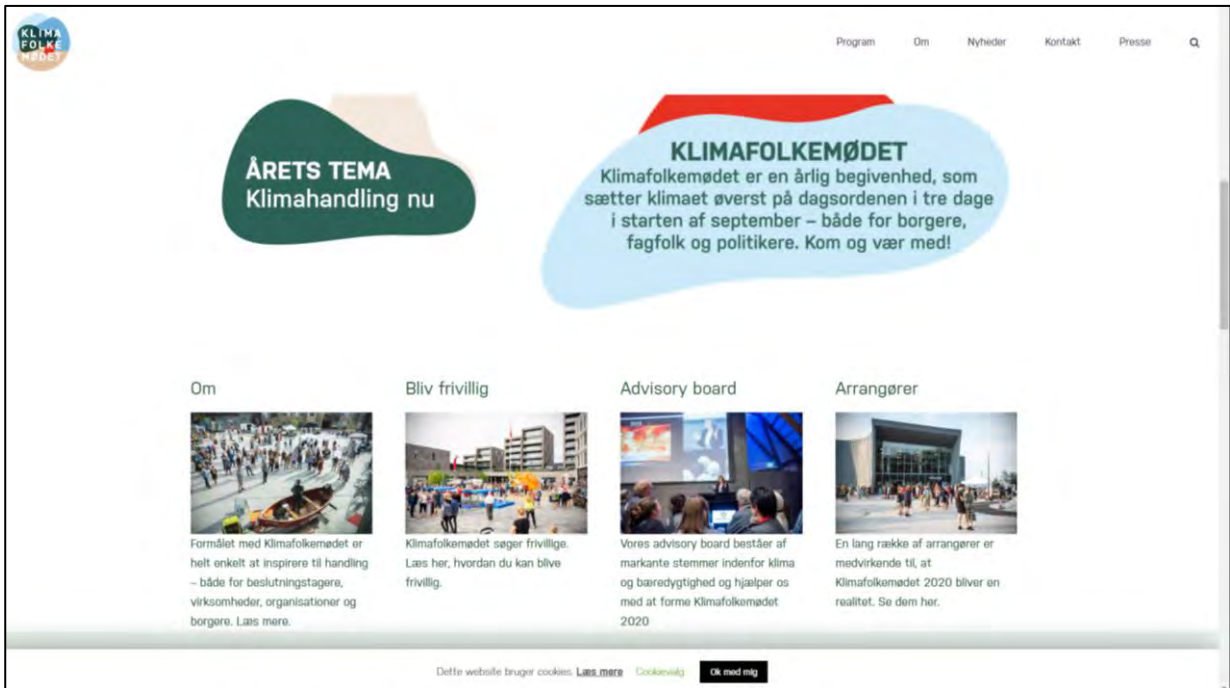 KLIMA
FOLKE
MØDET
Program Om Nyheder Kontakt Presse
ÅRETS TEMA
Klimahandling nu
KLIMAFOLKEMØDET
Klimafolkemødet er en årlig begivenhed, som
sætter klimaet øverst på dagsordenen i tre dage
i starten af september – både for borgere,
fagfolk og politikere. Kom og vær med!
Om
Formålet med Klimafolkemødet er
helt enkelt at inspirere til handling
– både for beslutningstagere,
virksomheder, organisationer og
borgere. Læs mere.
Bliv frivillig
Klimafolkemødet søger frivillige.
Læs her, hvordan du kan blive
frivillig.
Advisory board
Vores advisory board består af
markante stemmer indenfor klima
og bæredygtighed og hjælper os
med at forme Klimafolkemødet
2020
Arrangører
En lang række af arrangører er
medvirkende til, at
Klimafolkemødet 2020 bliver en
realitet. Se dem her.
Dette website bruger cookies. Læs mere Cookievalg Ok med mig